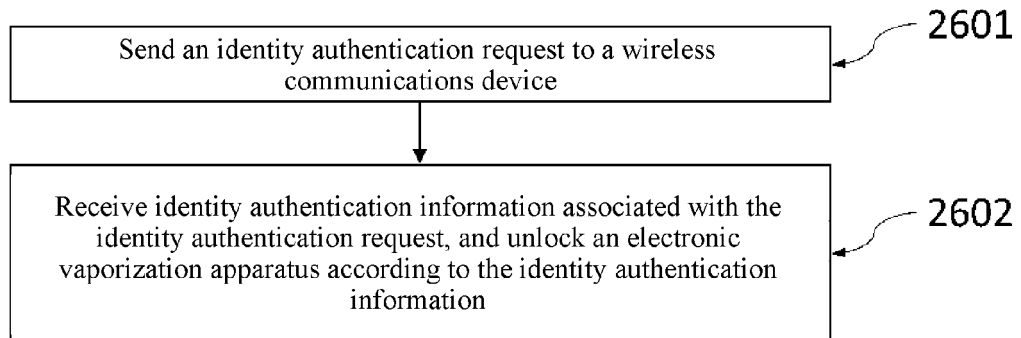 Send an identity authentication request to a wireless
communications device
2601
Receive identity authentication information associated with the
identity authentication request, and unlock an electronic
vaporization apparatus according to the identity authentication
information
2602